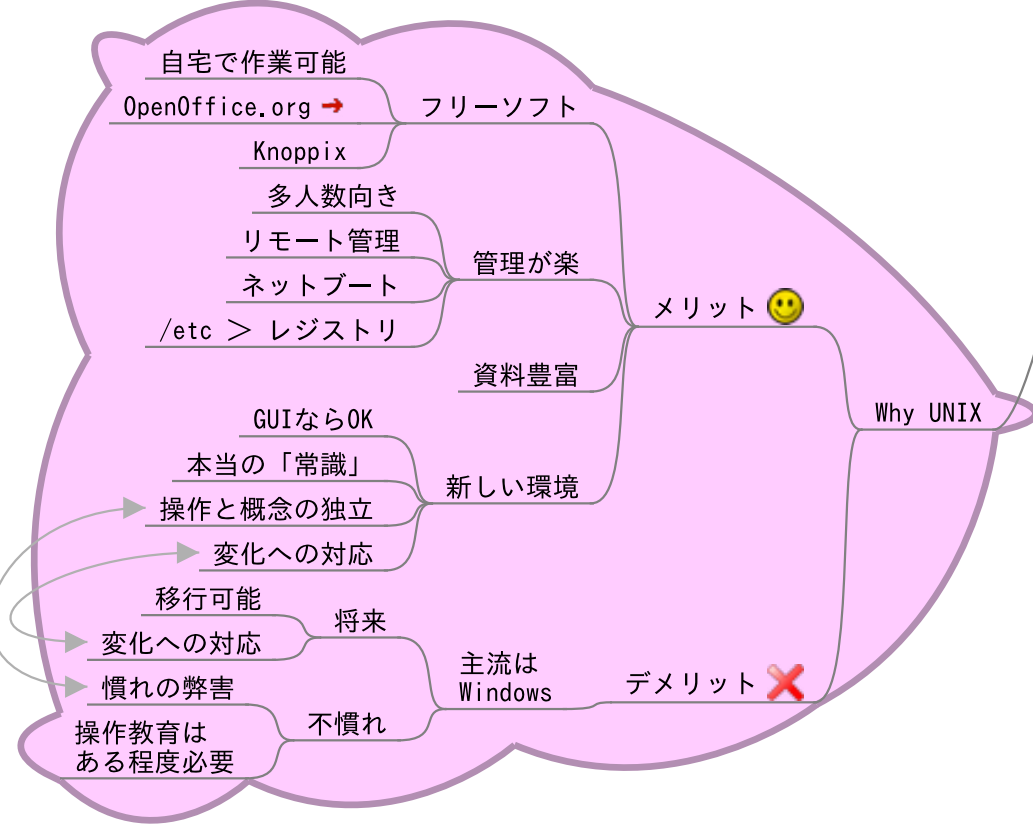 自宅で作業可能
OpenOffice.org
フリーソフト
Knoppix
多人数向き
リモート管理
管理が楽
ネットブート
/etc ＞ レジストリ
メリット
資料豊富
Why UNIX
GUIならOK
本当の「常識」
新しい環境
操作と概念の独立
変化への対応
移行可能
将来
変化への対応
主流は
Windows
デメリット
慣れの弊害
不慣れ
操作教育は
ある程度必要